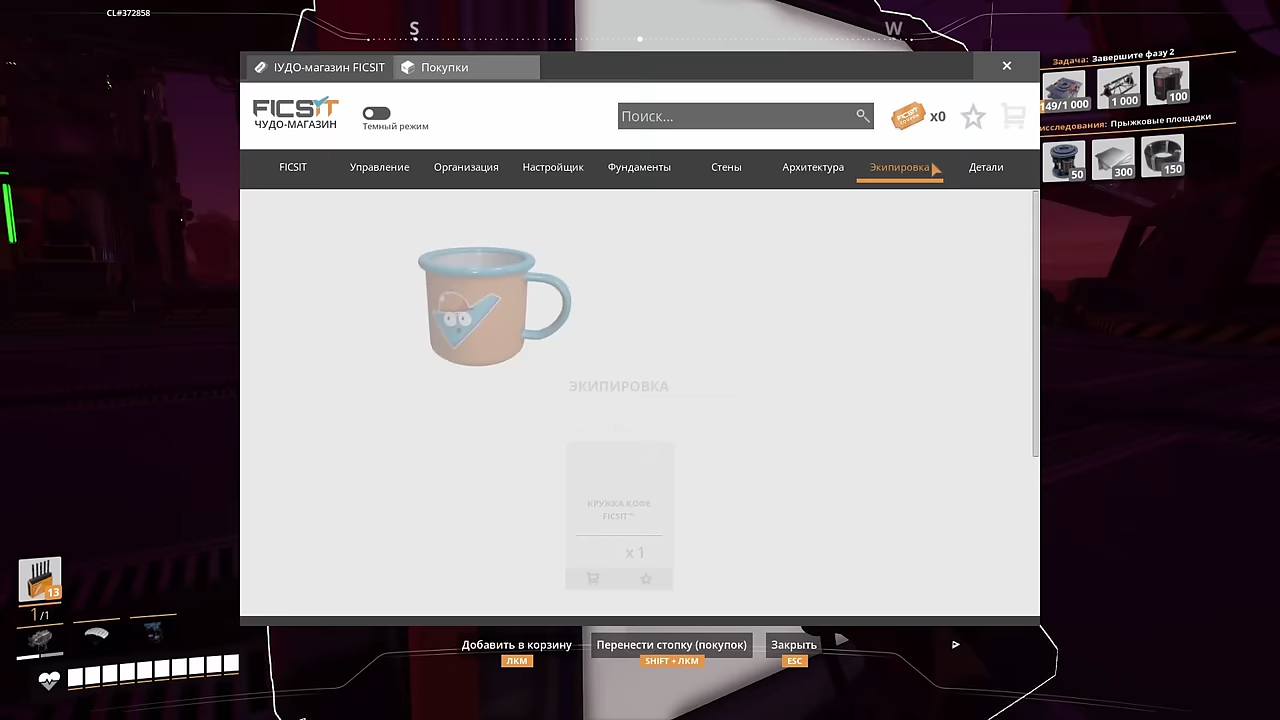 CL#372858
S
W
ІУДО-магазин FICSIT
Покупки
Задача: Завершите фазу 2
149/1 000
1 000
100
исследования: Прыжковые площадки
50
300
150
FICSIT
ЧУДО-МАГАЗИН
Темный режим
Поиск...
x0
FICSIT
Управление
Организация
Настройщик
Фундаменты
Стены
Архитектура
Экипировка
Детали
ЭКИПИРОВКА
КРУЖКА КОФЕ
FICSIT™
x 1
13
1/1
Добавить в корзину
ЛКМ
Перенести стопку (покупок)
SHIFT + ЛКМ
Закрыть
ESC